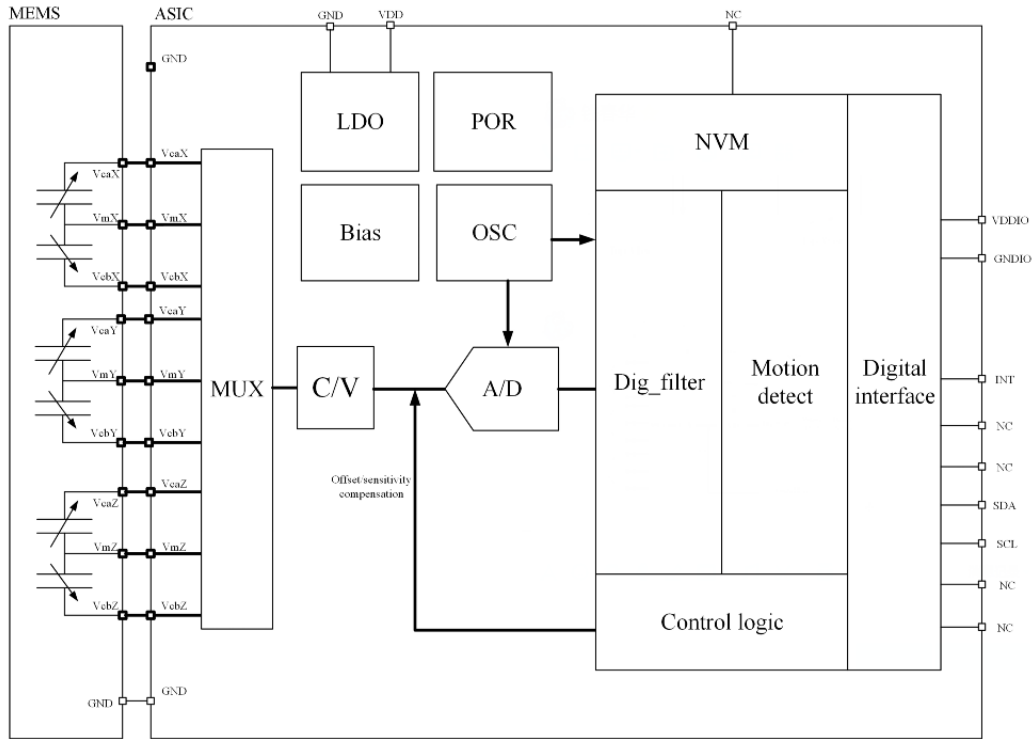 MEMS
ASIC
GND
VDD
NC
GND
LDO
POR
NVM
VcaX
VcaX
VmX
VmX
VcbX
VcbX
Bias
OSC
VDDIO
GNDIO
VcaY
VcaY
VmY
VmY
VcbY
VcbY
MUX
C/V
A/D
Dig_filter
Motion
detect
Digital
interface
INT
NC
NC
SDA
SCL
NC
NC
Offset/sensitivity
compensation
VcaZ
VcaZ
VmZ
VmZ
VcbZ
VcbZ
Control logic
GND
GND